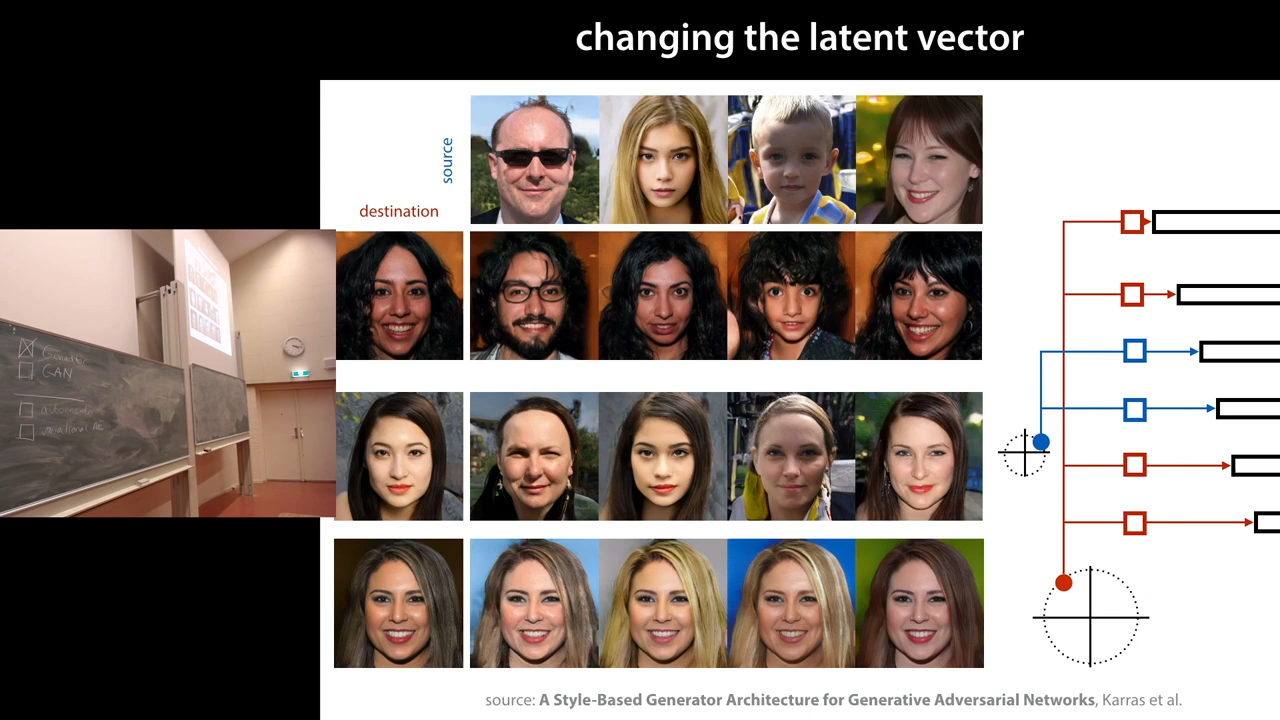 changing the latent vector
source
destination
GAN
source: A Style-Based Generator Architecture for Generative Adversarial Networks, Karras et al.